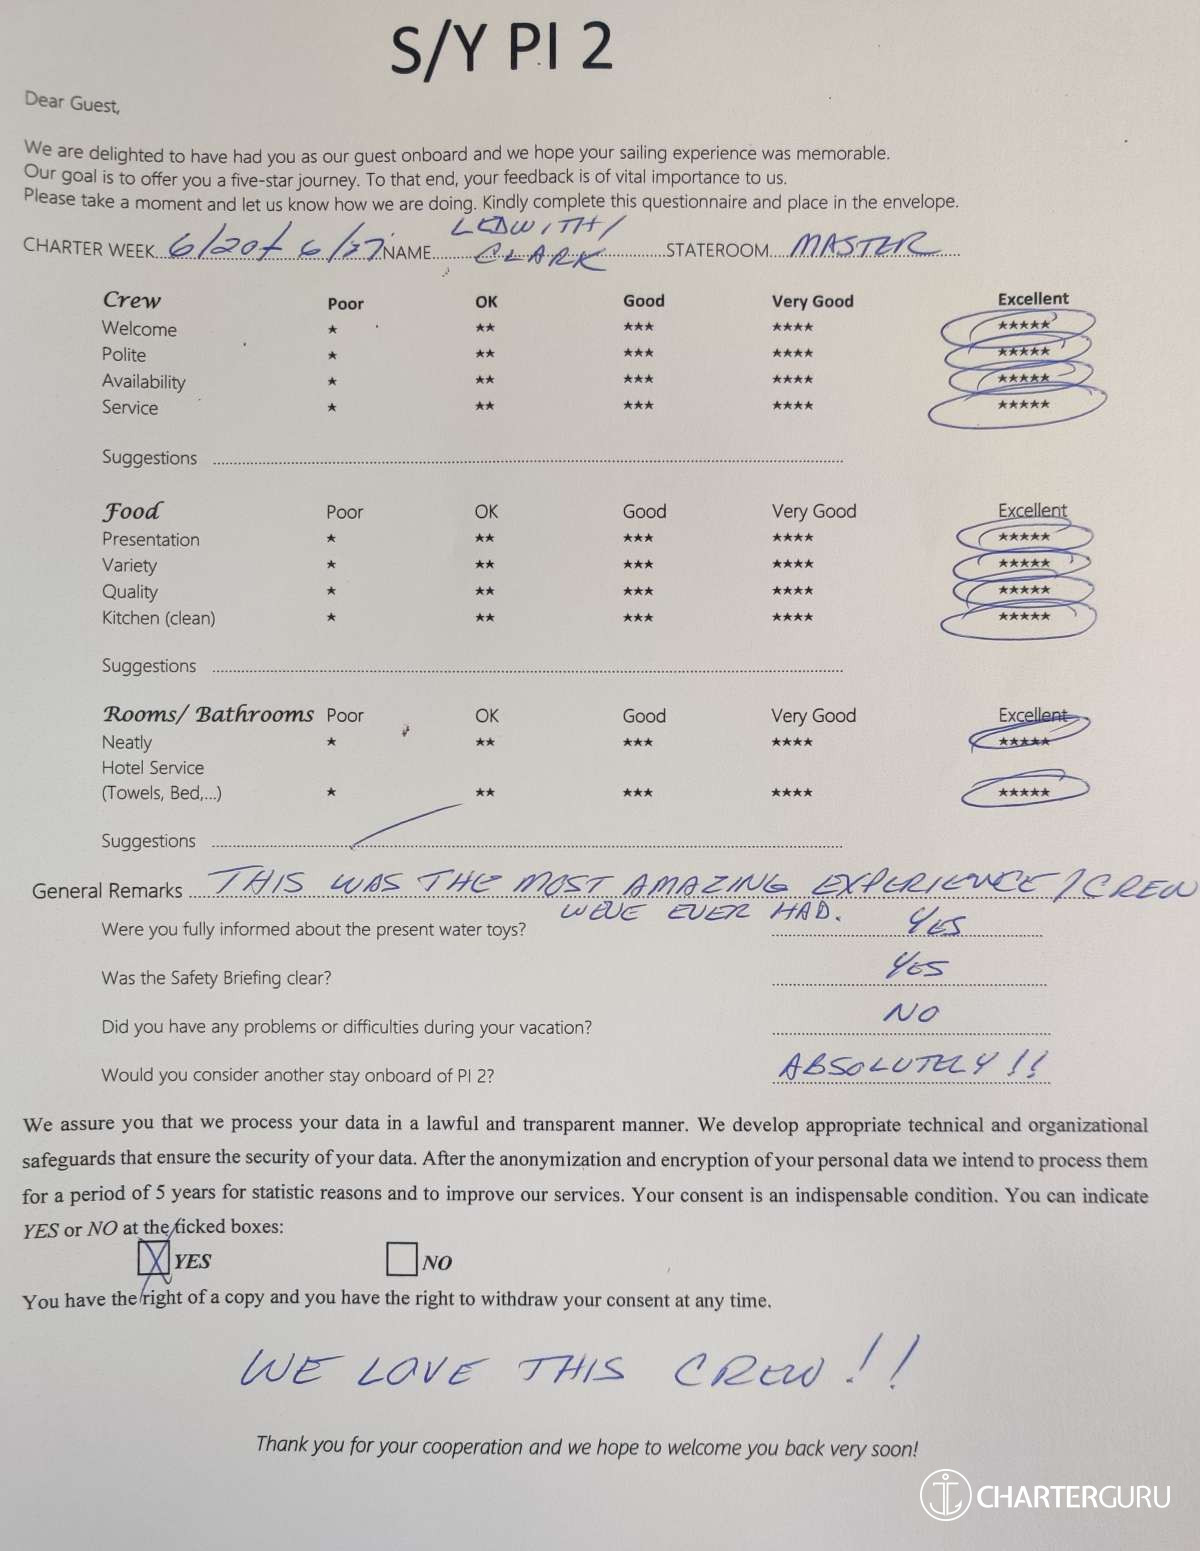 S/Y PI 2
Dear Guest,
We are delighted to have had you as our guest onboard and we hope your sailing experience was memorable.
Our goal is to offer you a five-star journey. To that end, your feedback is of vital importance to us.
Please take a moment and let us know how we are doing. Kindly complete this questionnaire and place in the envelope.
LEDWITH/
CHARTER WEEK 6/20 6/27 NAME CLARK STATEROOM MASTER
Crew Poor OK Good Very Good Excellent
Welcome ★ ★★ ★★★ ★★★★ ★★★★★
Polite ★ ★★ ★★★ ★★★★ ★★★★★
Availability ★ ★★ ★★★ ★★★★ ★★★★★
Service ★ ★★ ★★★ ★★★★ ★★★★★
Suggestions
Food Poor OK Good Very Good Excellent
Presentation ★ ★★ ★★★ ★★★★ ★★★★★
Variety ★ ★★ ★★★ ★★★★ ★★★★★
Quality ★ ★★ ★★★ ★★★★ ★★★★★
Kitchen (clean) ★ ★★ ★★★ ★★★★ ★★★★★
Suggestions
Rooms/ Bathrooms Poor OK Good Very Good Excellent
Neatly ★ ★★ ★★★ ★★★★ ★★★★★
Hotel Service
(Towels, Bed,...) ★ ★★ ★★★ ★★★★ ★★★★★
Suggestions
General Remarks THIS WAS THE MOST AMAZING EXPERIENCE/CREW
WEVE EVER HAD.
Were you fully informed about the present water toys? YES
Was the Safety Briefing clear? YES
Did you have any problems or difficulties during your vacation? NO
Would you consider another stay onboard of PI 2? ABSOLUTELY!!
We assure you that we process your data in a lawful and transparent manner. We develop appropriate technical and organizational
safeguards that ensure the security of your data. After the anonymization and encryption of your personal data we intend to process them
for a period of 5 years for statistic reasons and to improve our services. Your consent is an indispensable condition. You can indicate
YES or NO at the ticked boxes:
X YES NO
You have the right of a copy and you have the right to withdraw your consent at any time.
WE LOVE THIS CREW!!
Thank you for your cooperation and we hope to welcome you back very soon!
CHARTERGURU